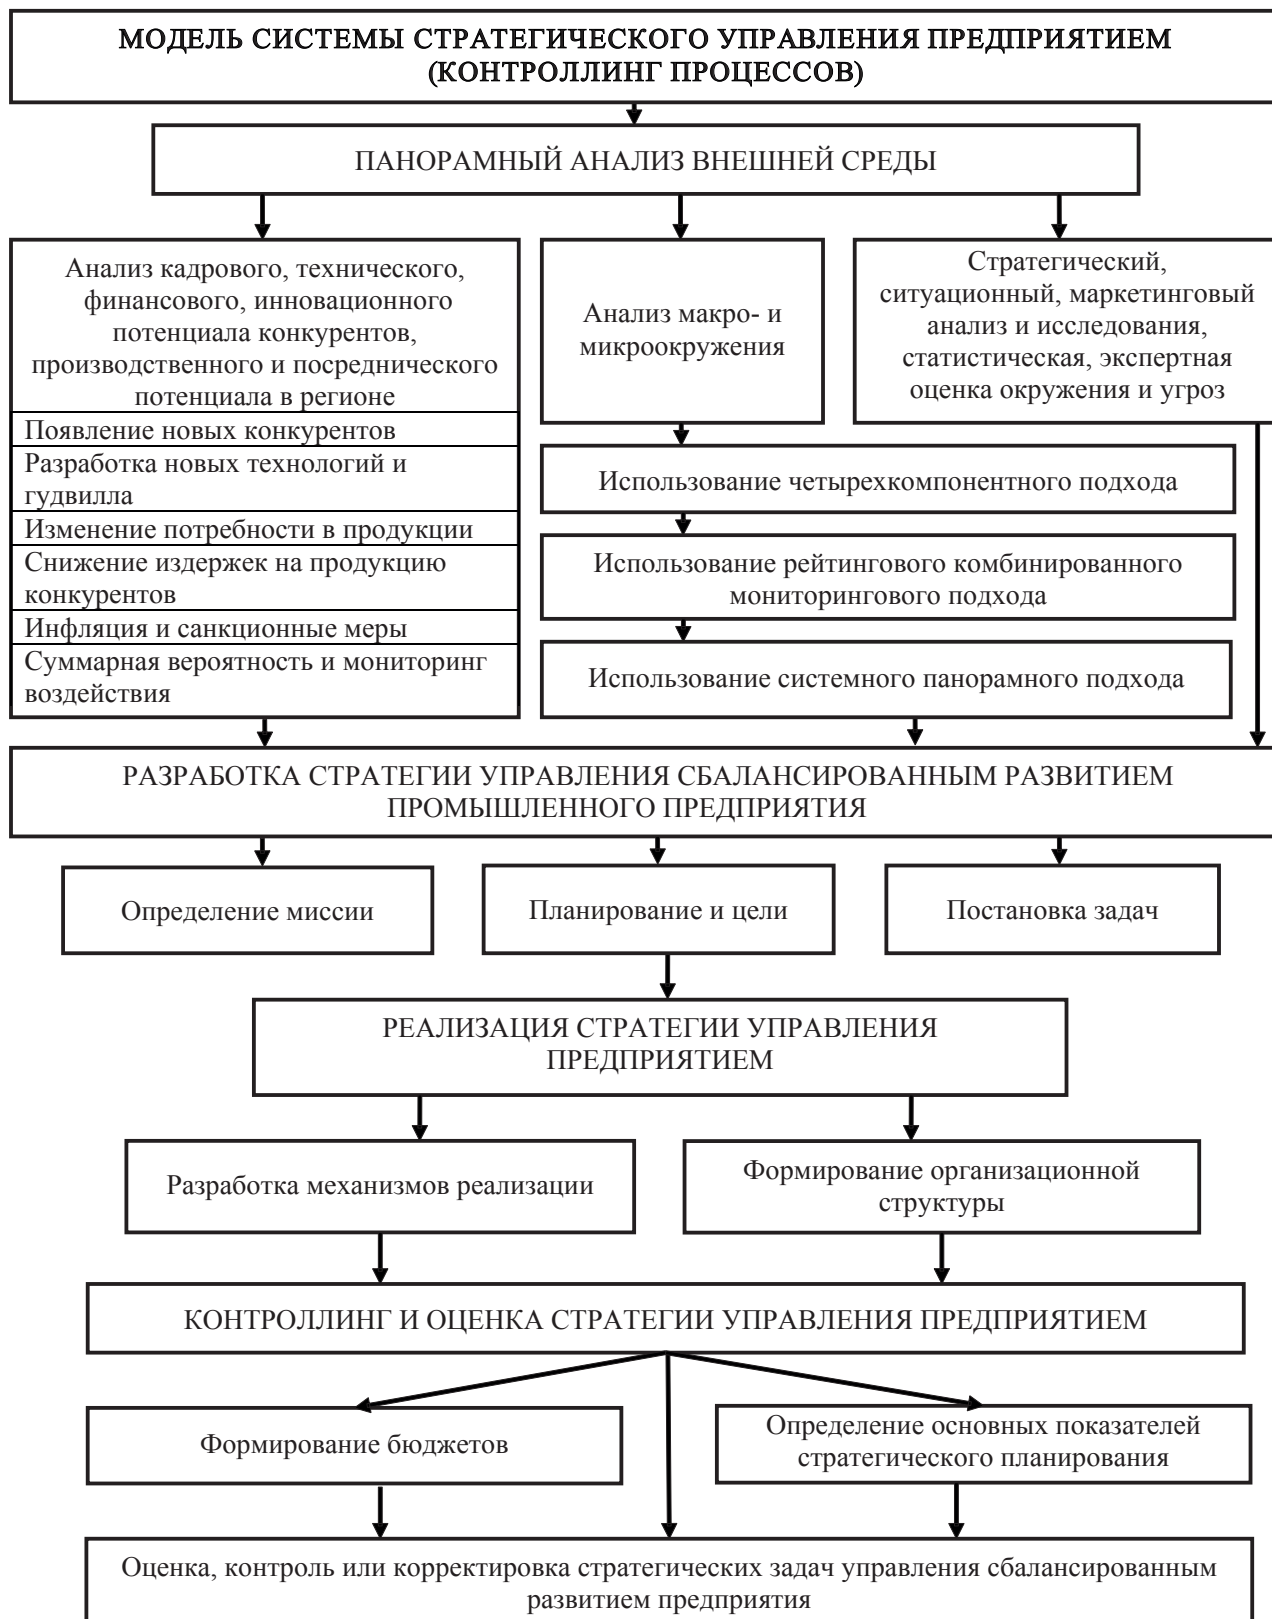 МОДЕЛЬ СИСТЕМЫ СТРАТЕГИЧЕСКОГО УПРАВЛЕНИЯ ПРЕДПРИЯТИЕМ
(КОНТРОЛЛИНГ ПРОЦЕССОВ)
ПАНОРАМНЫЙ АНАЛИЗ ВНЕШНЕЙ СРЕДЫ
Анализ кадрового, технического,
финансового, инновационного
потенциала конкурентов,
производственного и посреднического
потенциала в регионе
Появление новых конкурентов
Разработка новых технологий и
гудвилла
Изменение потребности в продукции
Снижение издержек на продукцию
конкурентов
Инфляция и санкционные меры
Суммарная вероятность и мониторинг
воздействия
Анализ макро- и
микроокружения
Стратегический,
ситуационный, маркетинговый
анализ и исследования,
статистическая, экспертная
оценка окружения и угроз
Использование четырехкомпонентного подхода
Использование рейтингового комбинированного
мониторингового подхода
Использование системного панорамного подхода
РАЗРАБОТКА СТРАТЕГИИ УПРАВЛЕНИЯ СБАЛАНСИРОВАННЫМ РАЗВИТИЕМ
ПРОМЫШЛЕННОГО ПРЕДПРИЯТИЯ
Определение миссии
Планирование и цели
Постановка задач
РЕАЛИЗАЦИЯ СТРАТЕГИИ УПРАВЛЕНИЯ
ПРЕДПРИЯТИЕМ
Разработка механизмов реализации
Формирование организационной
структуры
КОНТРОЛЛИНГ И ОЦЕНКА СТРАТЕГИИ УПРАВЛЕНИЯ ПРЕДПРИЯТИЕМ
Формирование бюджетов
Определение основных показателей
стратегического планирования
Оценка, контроль или корректировка стратегических задач управления сбалансированным
развитием предприятия